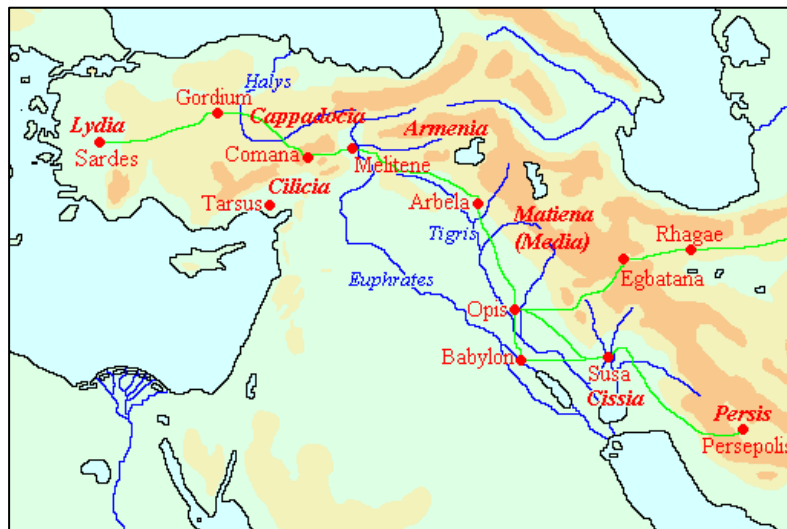 Halys
Gordium
Lydia
Cappadocia
Armenia
Sardes
Comana
Melitene
Cilicia
Tarsus
Arbela
Matiena
(Media)
Tigris
Rhagae
Euphrates
Egbatana
Opis
Babylon
Susa
Cissia
Persis
Persepolis